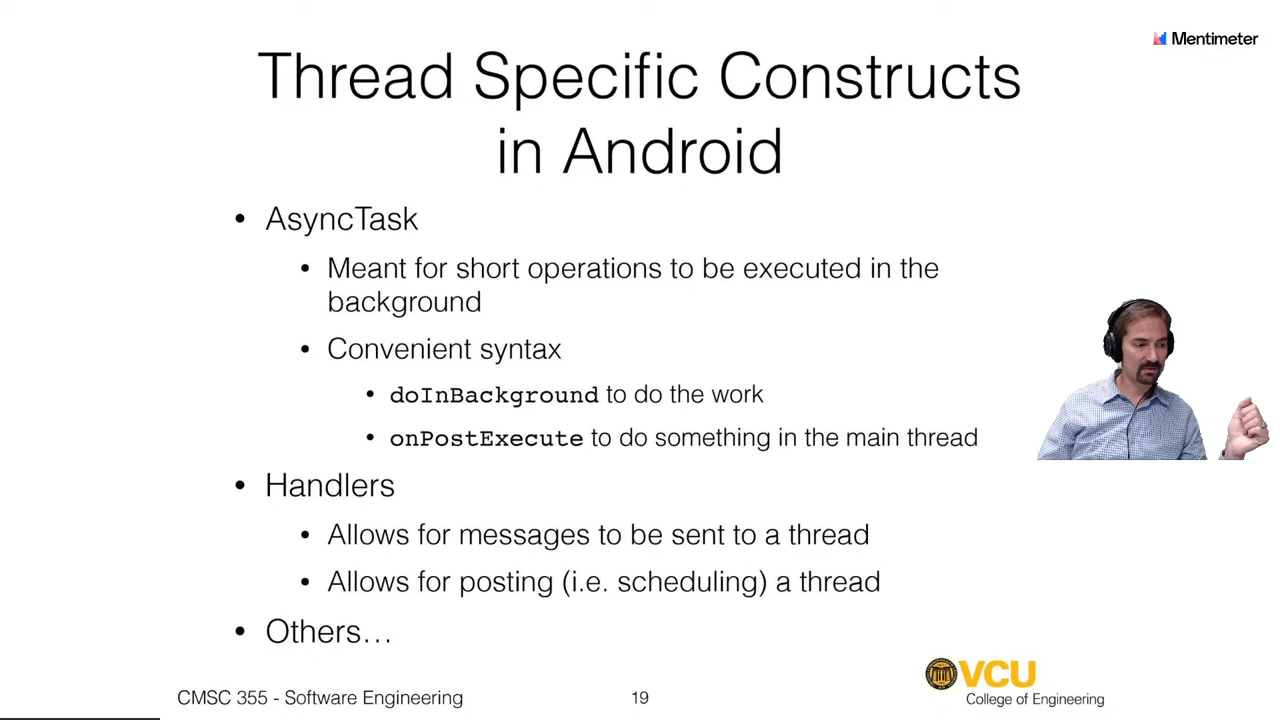 Mentimeter
Thread Specific Constructs
in Android
• AsyncTask
• Meant for short operations to be executed in the
background
• Convenient syntax
• doInBackground to do the work
• onPostExecute to do something in the main thread
• Handlers
• Allows for messages to be sent to a thread
• Allows for posting (i.e. scheduling) a thread
• Others…
CMSC 355 - Software Engineering
19
VCU
College of Engineering